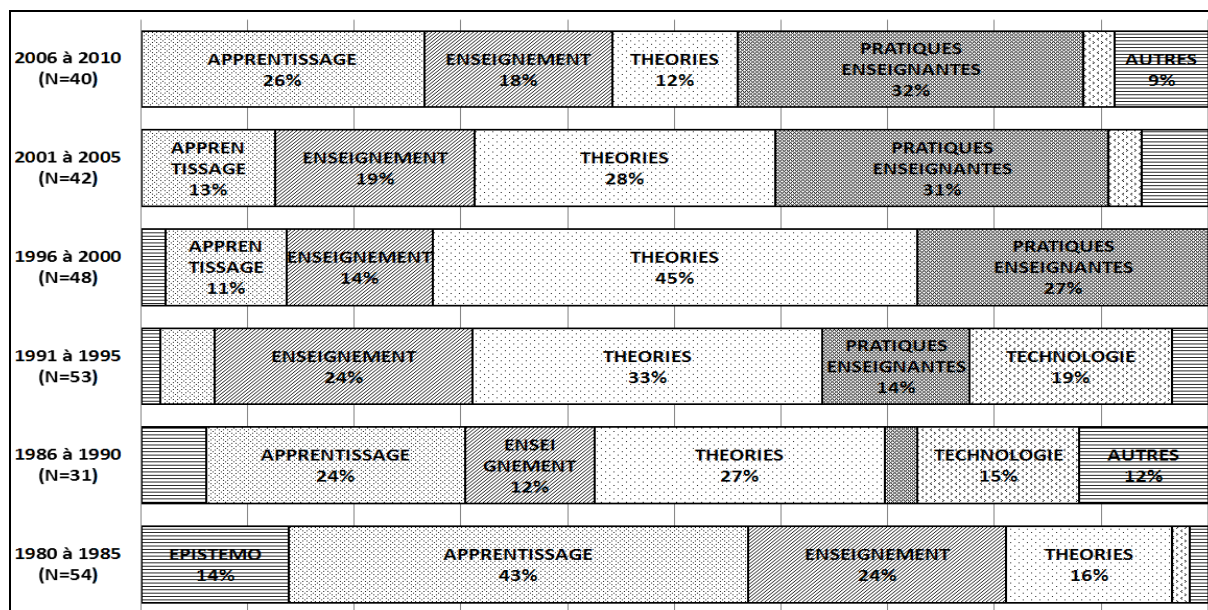 2006 à 2010
(N=40)
APPRENTISSAGE
26%
ENSEIGNEMENT
18%
THEORIES
12%
PRATIQUES
ENSEIGNANTES
32%
AUTRES
9%
2001 à 2005
(N=42)
APPREN
TISSAGE
13%
ENSEIGNEMENT
19%
THEORIES
28%
PRATIQUES
ENSEIGNANTES
31%
1996 à 2000
(N=48)
APPREN
TISSAGE
11%
ENSEIGNEMENT
14%
THEORIES
45%
PRATIQUES
ENSEIGNANTES
27%
1991 à 1995
(N=53)
ENSEIGNEMENT
24%
THEORIES
33%
PRATIQUES
ENSEIGNANTES
14%
TECHNOLOGIE
19%
1986 à 1990
(N=31)
APPRENTISSAGE
24%
ENSEI
GNEMENT
12%
THEORIES
27%
TECHNOLOGIE
15%
AUTRES
12%
1980 à 1985
(N=54)
EPISTEMO
14%
APPRENTISSAGE
43%
ENSEIGNEMENT
24%
THEORIES
16%